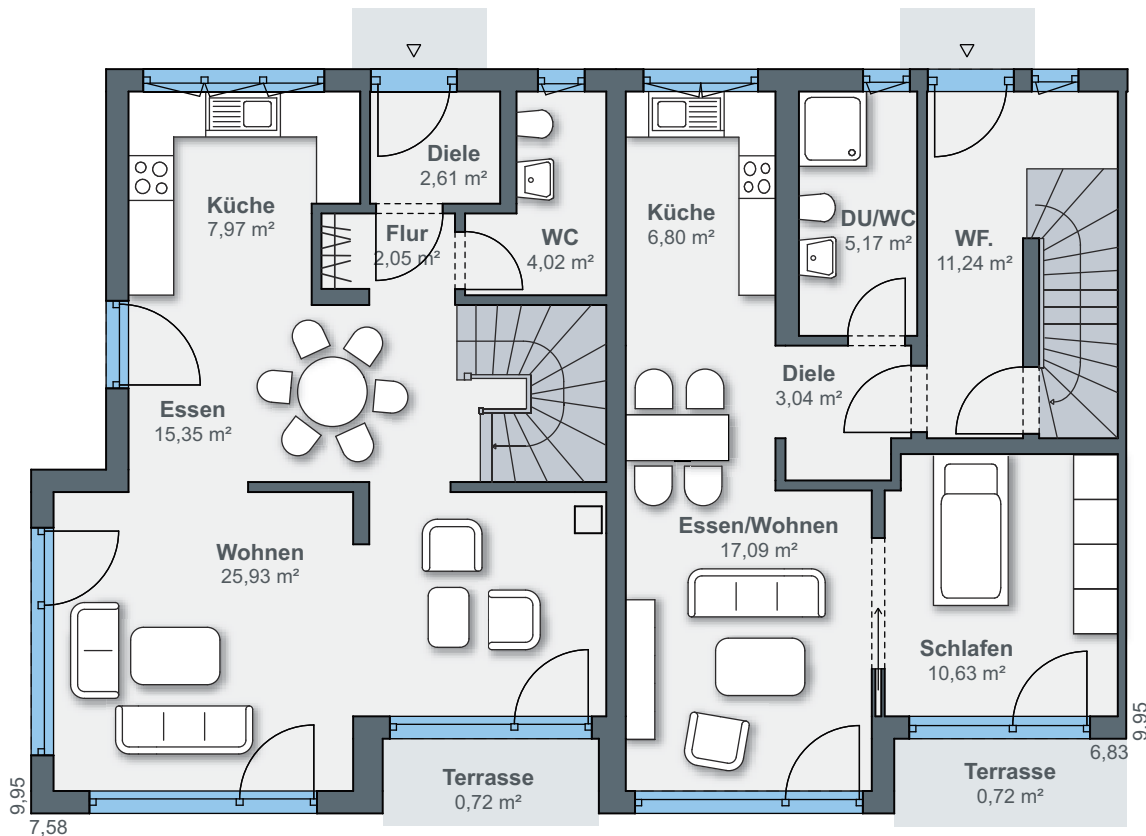 Diele
2,61 m²
Küche
7,97 m²
Flur
2,05 m²
WC
4,02 m²
Küche
6,80 m²
DU/WC
5,17 m²
WF.
11,24 m²
Essen
15,35 m²
Diele
3,04 m²
Wohnen
25,93 m²
Essen/Wohnen
17,09 m²
Schlafen
10,63 m²
Terrasse
0,72 m²
Terrasse
0,72 m²
9,95
7,58
6,83
9,95